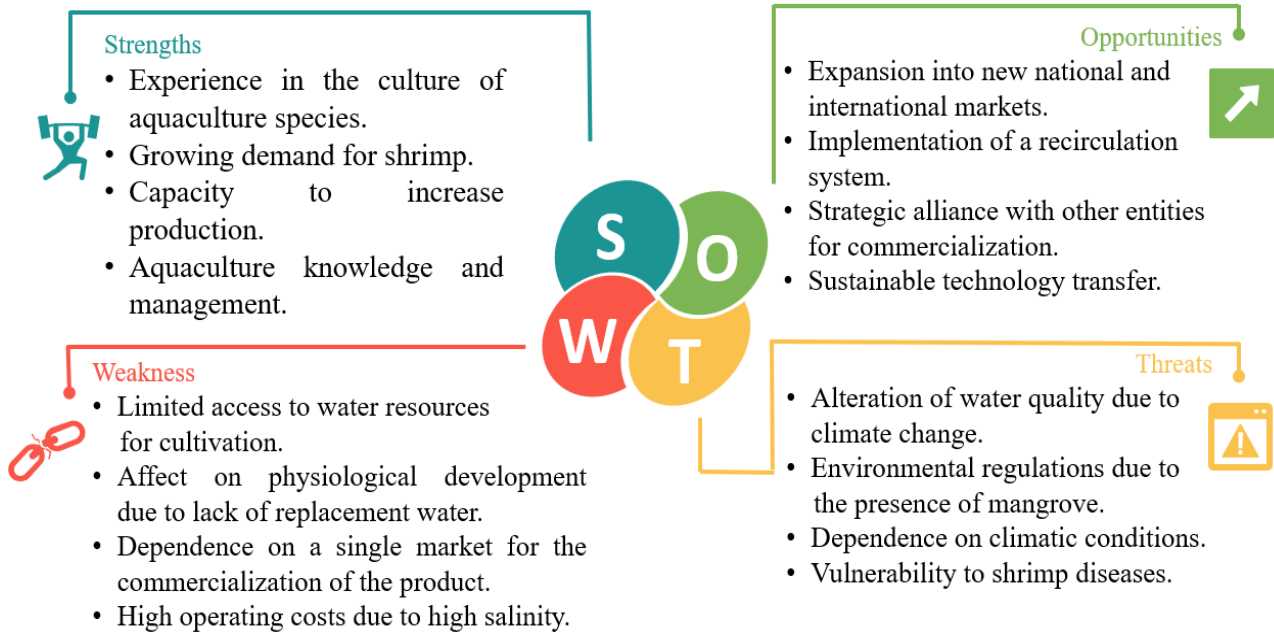 Strengths
• Experience in the culture of
aquaculture species.
• Growing demand for shrimp.
• Capacity to increase
production.
• Aquaculture knowledge and
management.
Opportunities
• Expansion into new national and
international markets.
• Implementation of a recirculation
system.
• Strategic alliance with other entities
for commercialization.
• Sustainable technology transfer.
S
O
W
T
Weakness
• Limited access to water resources
for cultivation.
• Affect on physiological development
due to lack of replacement water.
• Dependence on a single market for the
commercialization of the product.
• High operating costs due to high salinity.
Threats
• Alteration of water quality due to
climate change.
• Environmental regulations due to
the presence of mangrove.
• Dependence on climatic conditions.
• Vulnerability to shrimp diseases.